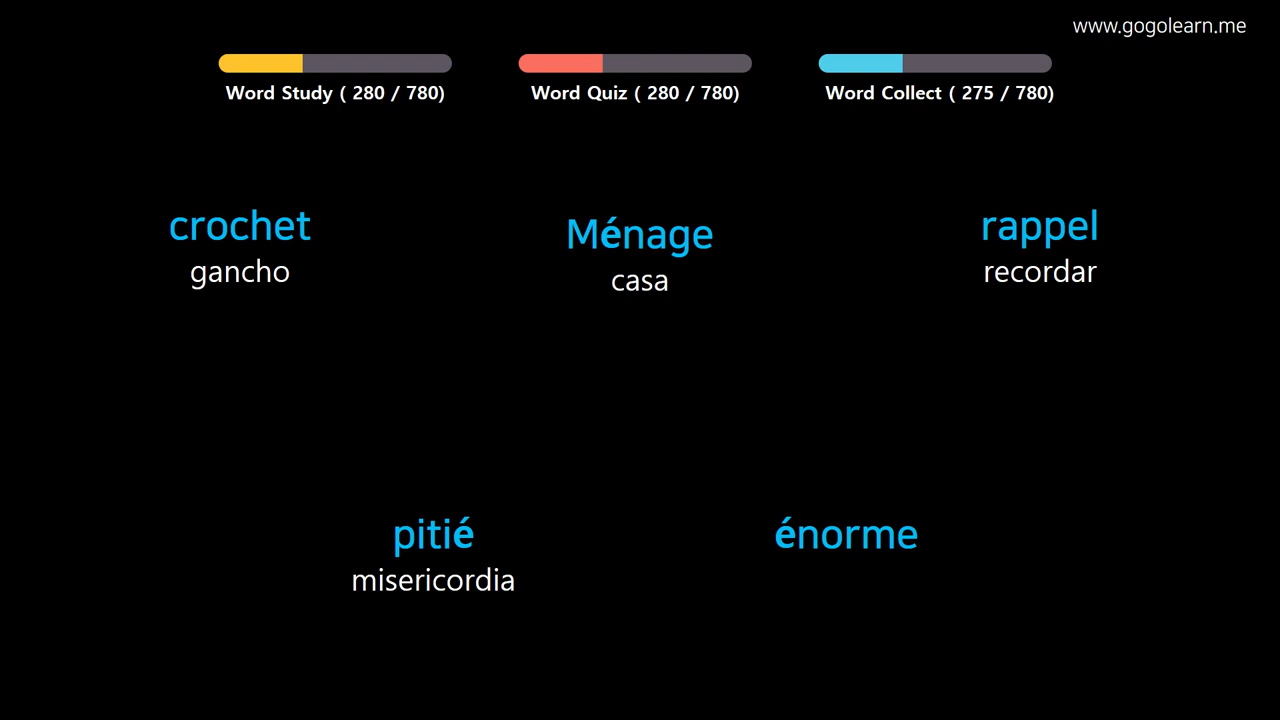 www.gogolearn.me
Word Study ( 280 / 780)
Word Quiz ( 280 / 780)
Word Collect ( 275 / 780)
crochet
gancho
Ménage
casa
rappel
recordar
pitié
misericordia
énorme